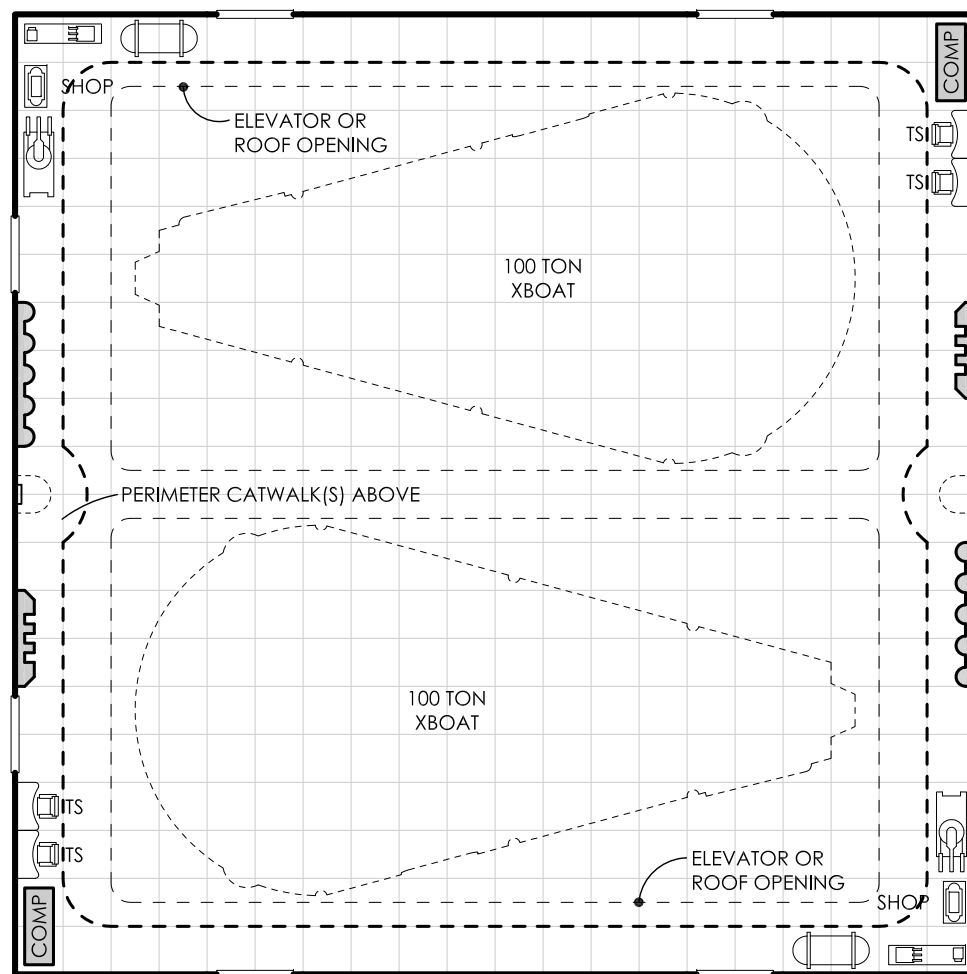 SHOP
COMP
ELEVATOR OR
ROOF OPENING
TS
TS
100 TON
XBOAT
PERIMETER CATWALK(S) ABOVE
100 TON
XBOAT
TS
TS
ELEVATOR OR
ROOF OPENING
SHOP
COMP